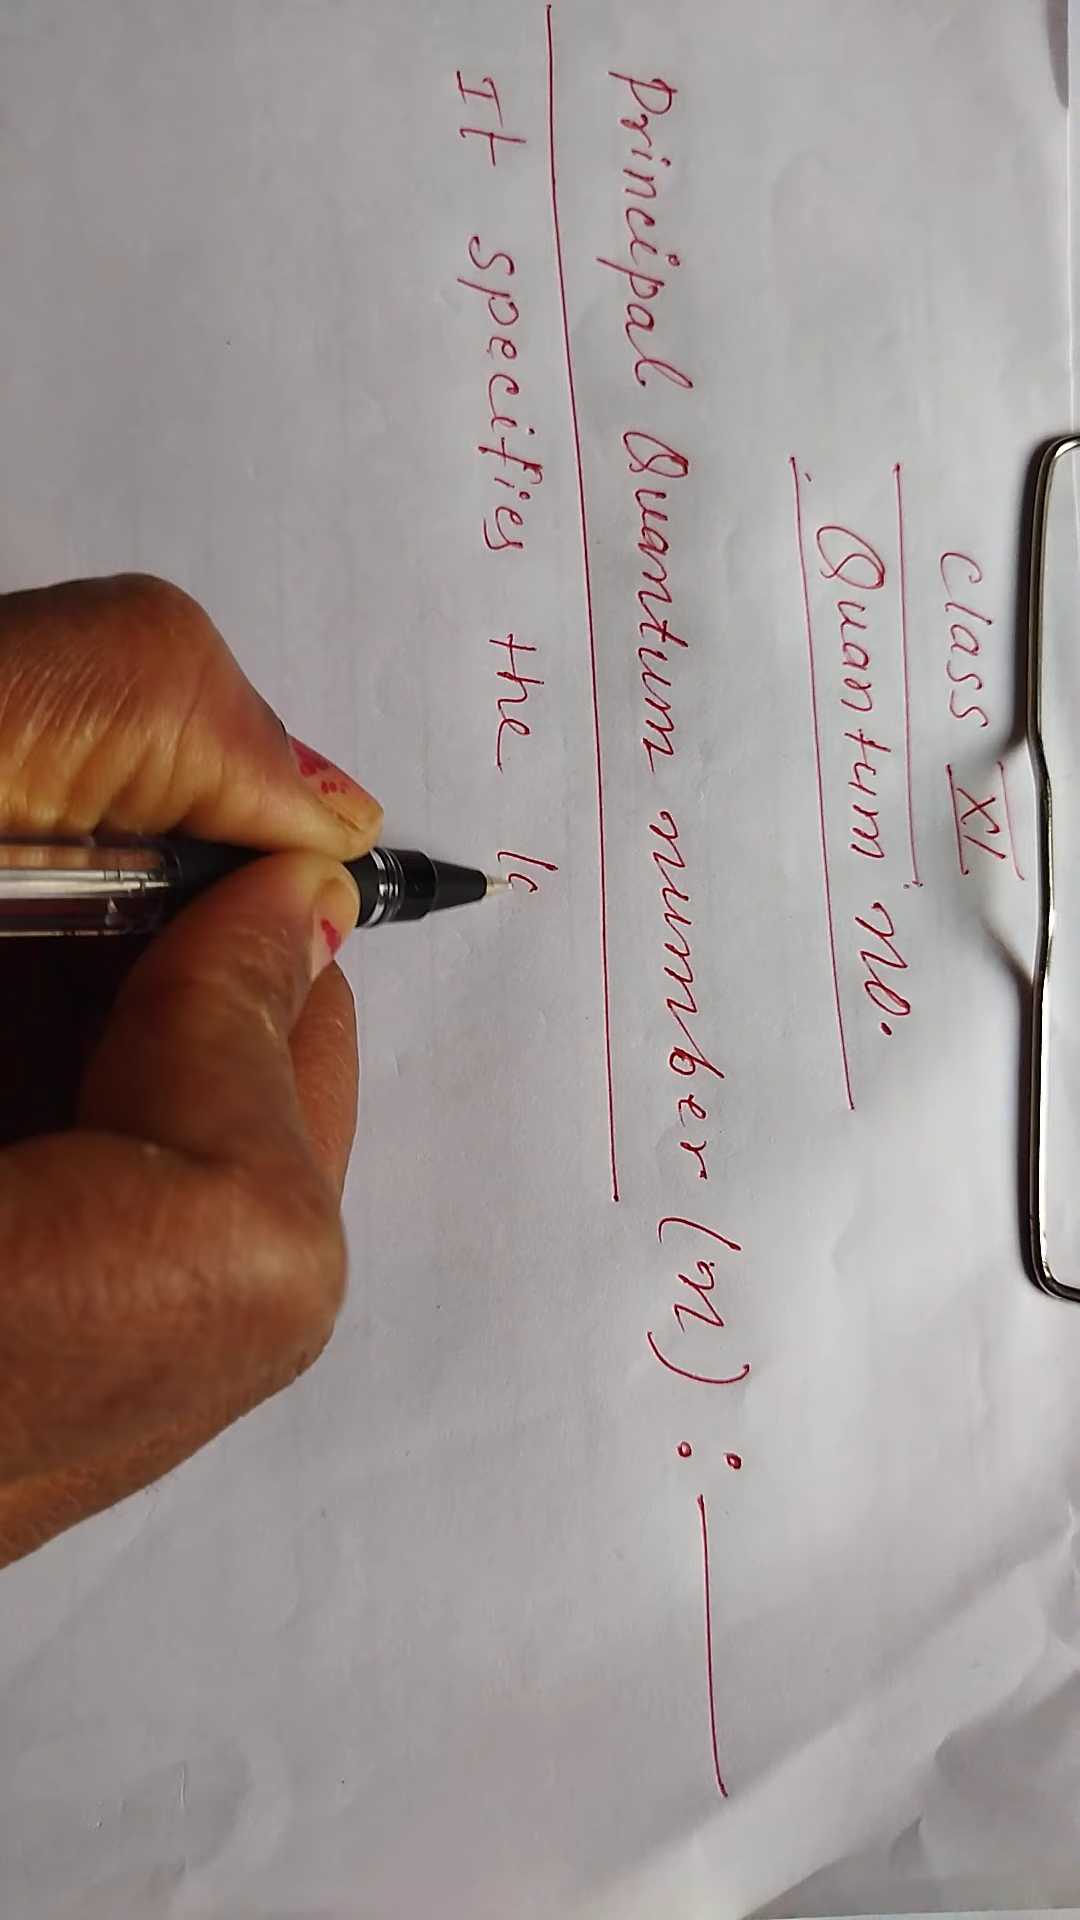 Class XI
Quantum no.
Principal Quantum number (n) : —
It specifies the